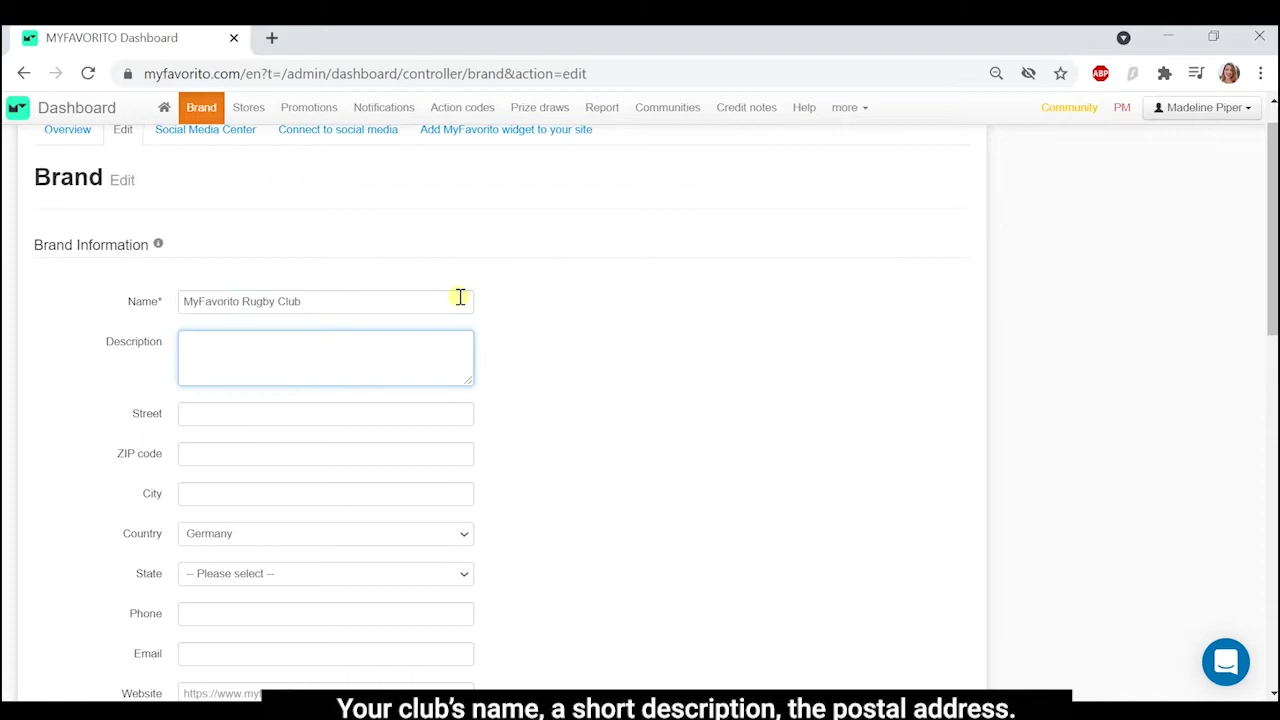 MYFAVORITO Dashboard
myfavorito.com/en?t=/admin/dashboard/controller/brand&action=edit
ABP
Dashboard Brand Stores Promotions Notifications Action codes Prize draws Report Communities Credit notes Help more Community PM Madeline Piper
Overview Edit Social Media Center Connect to social media Add MyFavorito widget to your site
Brand Edit
Brand Information
Name* MyFavorito Rugby Club
Description
Street
ZIP code
City
Country Germany
State -- Please select --
Phone
Email
Website
Your club's name, a short description, the postal address.